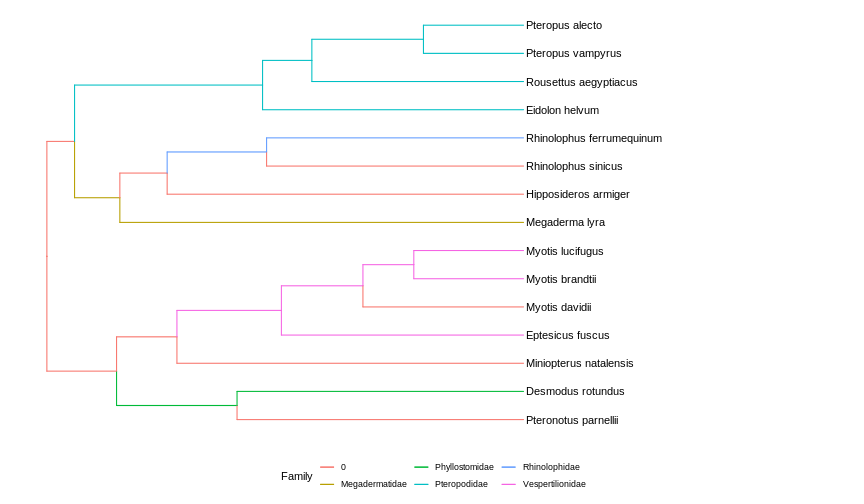 Pteropus alecto
Pteropus vampyrus
Rousettus aegyptiacus
Eidolon helvum
Rhinolophus ferrumequinum
Rhinolophus sinicus
Hipposideros armiger
Megaderma lyra
Myotis lucifugus
Myotis brandtii
Myotis davidii
Eptesicus fuscus
Miniopterus natalensis
Desmodus rotundus
Pteronotus parnellii
Family
0 Phyllostomidae Rhinolophidae
Megadermatidae Pteropodidae Vespertilionidae